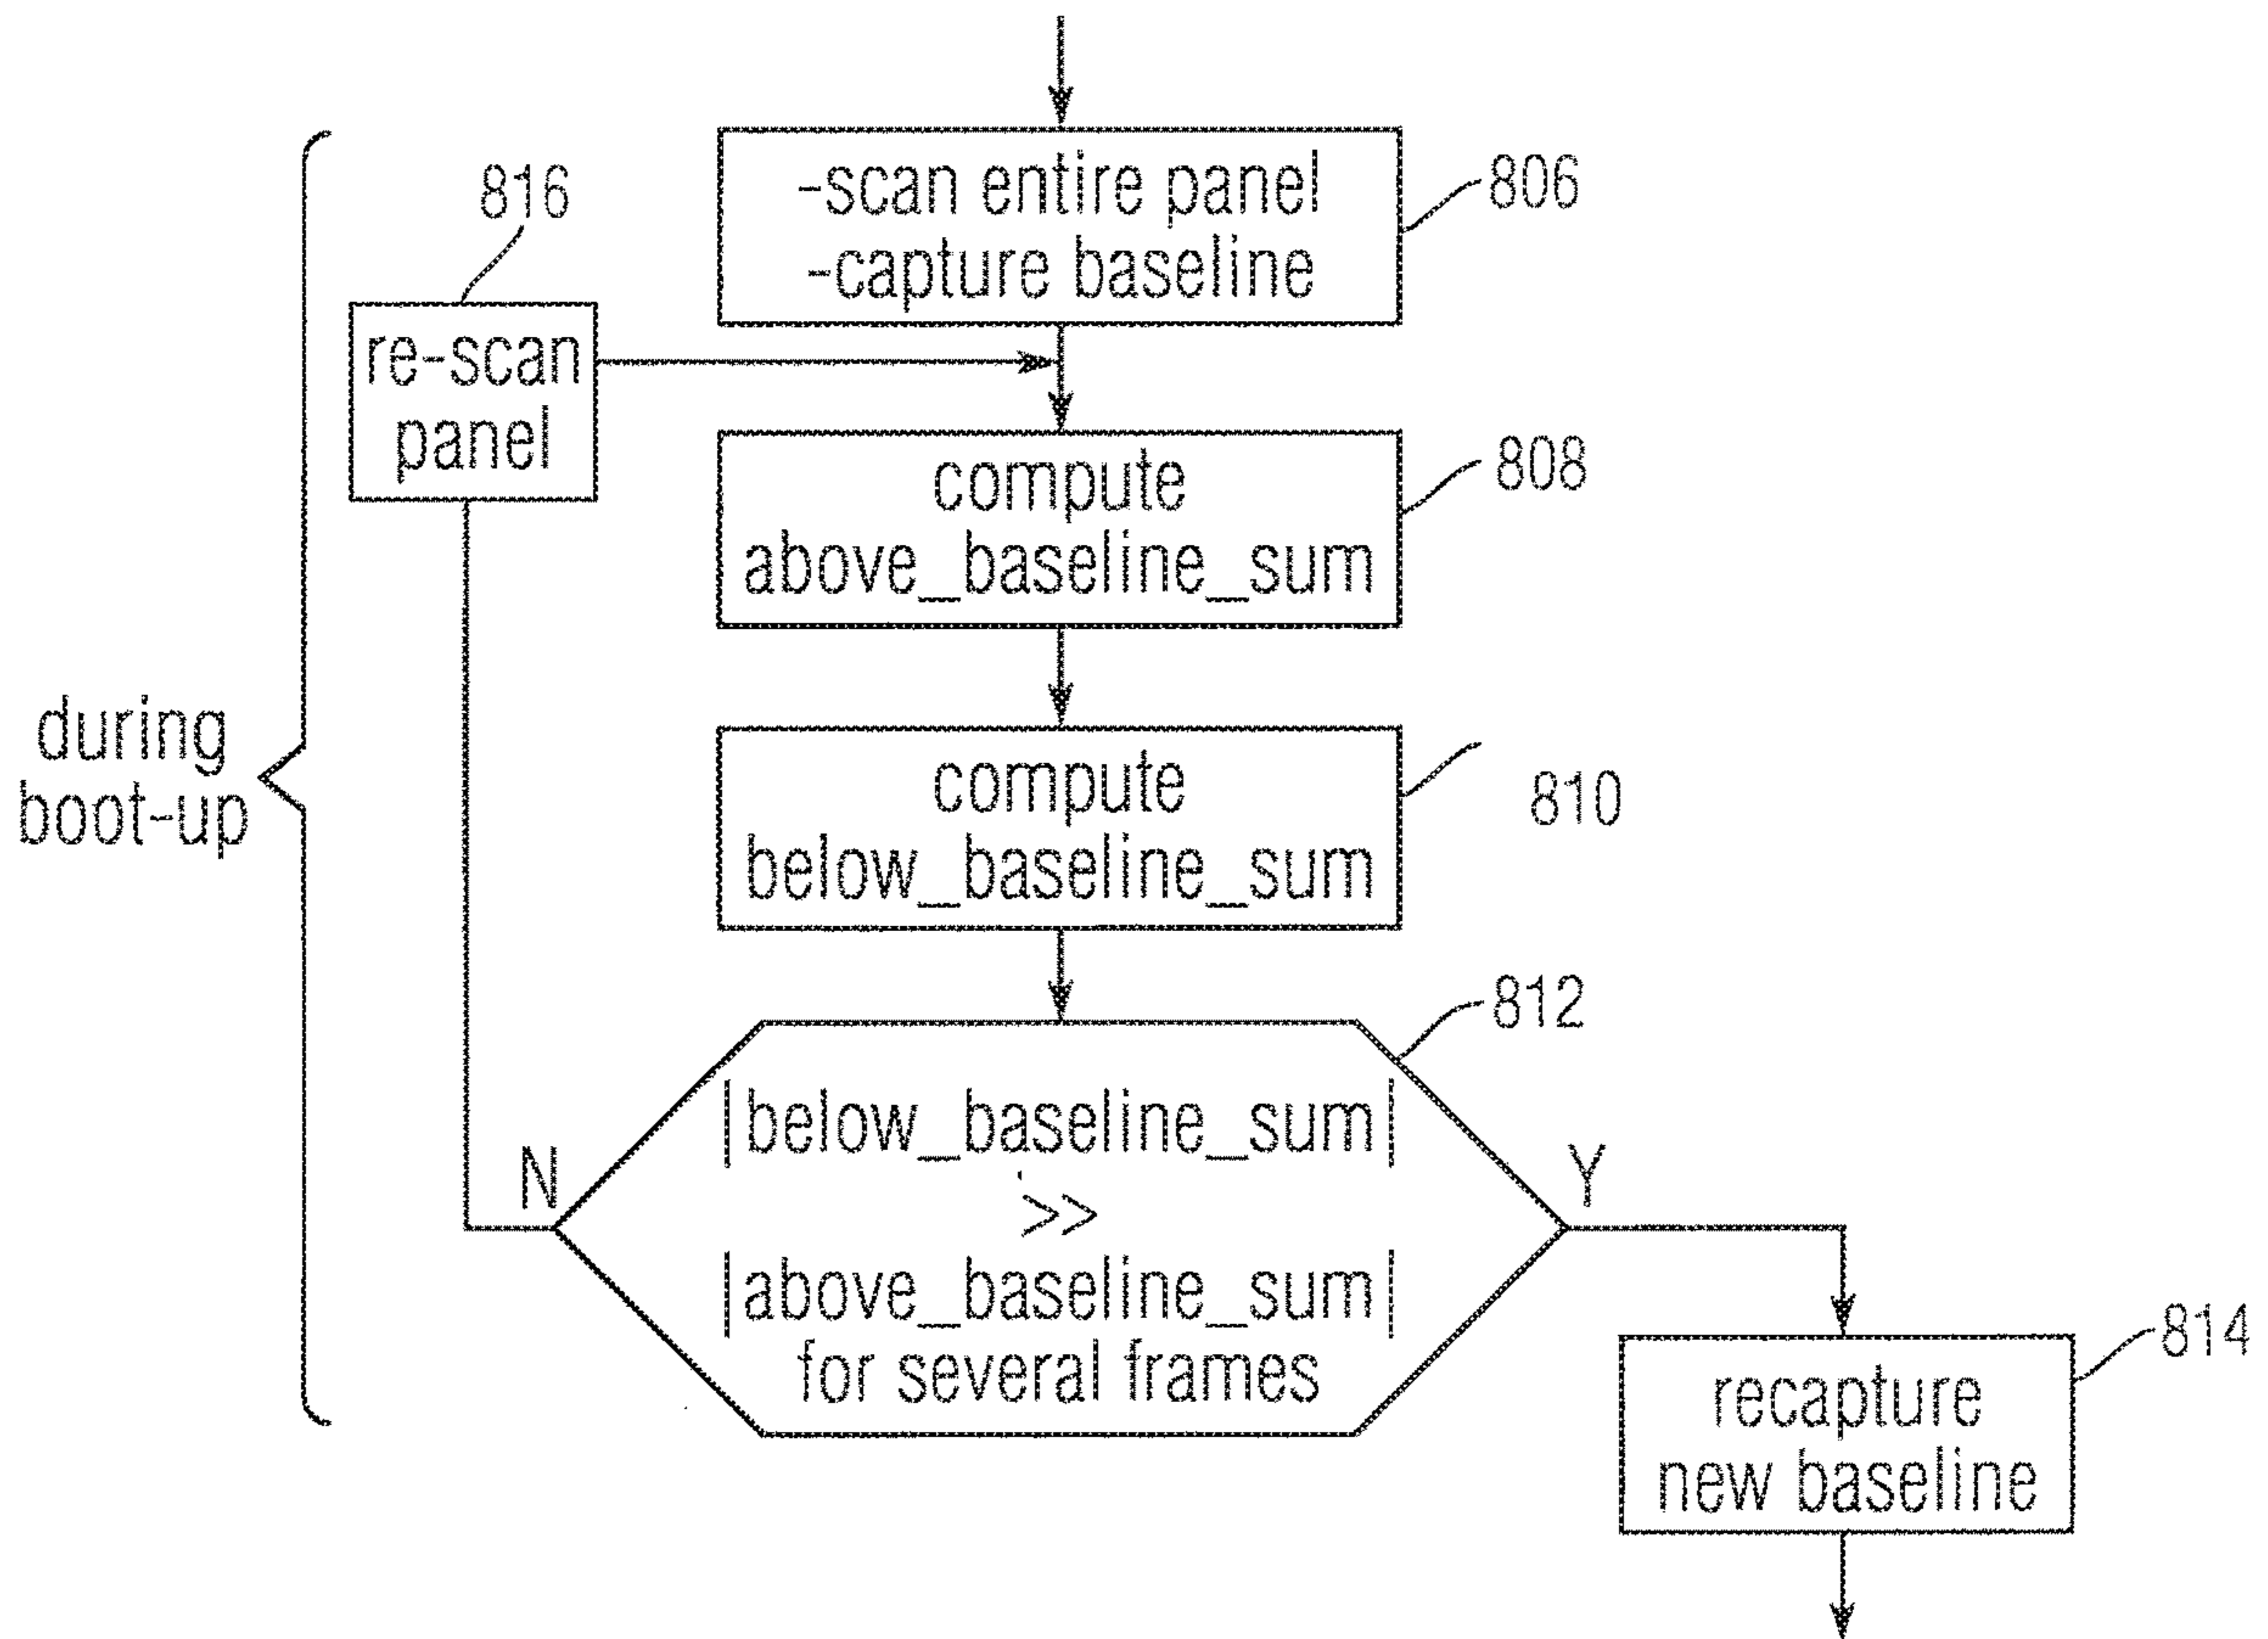 -scan entire panel
-capture baseline
806
816
re-scan
panel
compute
above_baseline_sum
808
during
boot-up
compute
below_baseline_sum
810
812
|below_baseline_sum|
>>
|above_baseline_sum|
for several frames
N
Y
recapture
new baseline
814